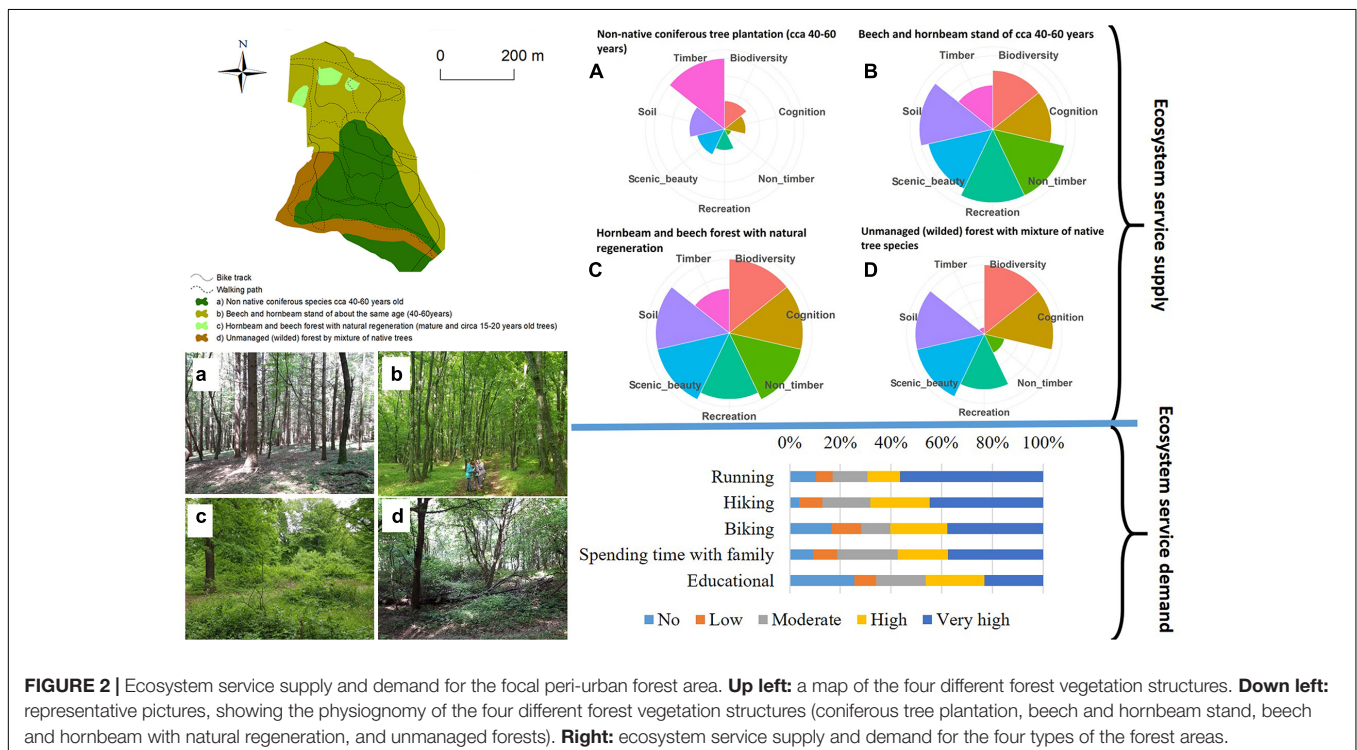 N
0 200 m
Bike track
Walking path
a) Non native coniferous species cca 40-60 years old
b) Beech and hornbeam stand of about the same age (40-60years)
c) Hornbeam and beech forest with natural regeneration (mature and circa 15-20 years old trees)
d) Unmanaged (wilded) forest by mixture of native trees
a
b
c
d
Non-native coniferous tree plantation (cca 40-60
years)
A
Timber
Biodiversity
Soil
Cognition
Scenic_beauty
Non_timber
Recreation
Beech and hornbeam stand of cca 40-60 years
B
Timber
Biodiversity
Soil
Cognition
Scenic_beauty
Non_timber
Recreation
Hornbeam and beech forest with natural
regeneration
C
Timber
Biodiversity
Soil
Cognition
Scenic_beauty
Non_timber
Recreation
Unmanaged (wilded) forest with mixture of native
tree species
D
Timber
Biodiversity
Soil
Cognition
Scenic_beauty
Non_timber
Recreation
Ecosystem service supply
0% 20% 40% 60% 80% 100%
Running
Hiking
Biking
Spending time with family
Educational
No Low Moderate High Very high
Ecosystem service demand
FIGURE 2 | Ecosystem service supply and demand for the focal peri-urban forest area. Up left: a map of the four different forest vegetation structures. Down left:
representative pictures, showing the physiognomy of the four different forest vegetation structures (coniferous tree plantation, beech and hornbeam stand, beech
and hornbeam with natural regeneration, and unmanaged forests). Right: ecosystem service supply and demand for the four types of the forest areas.